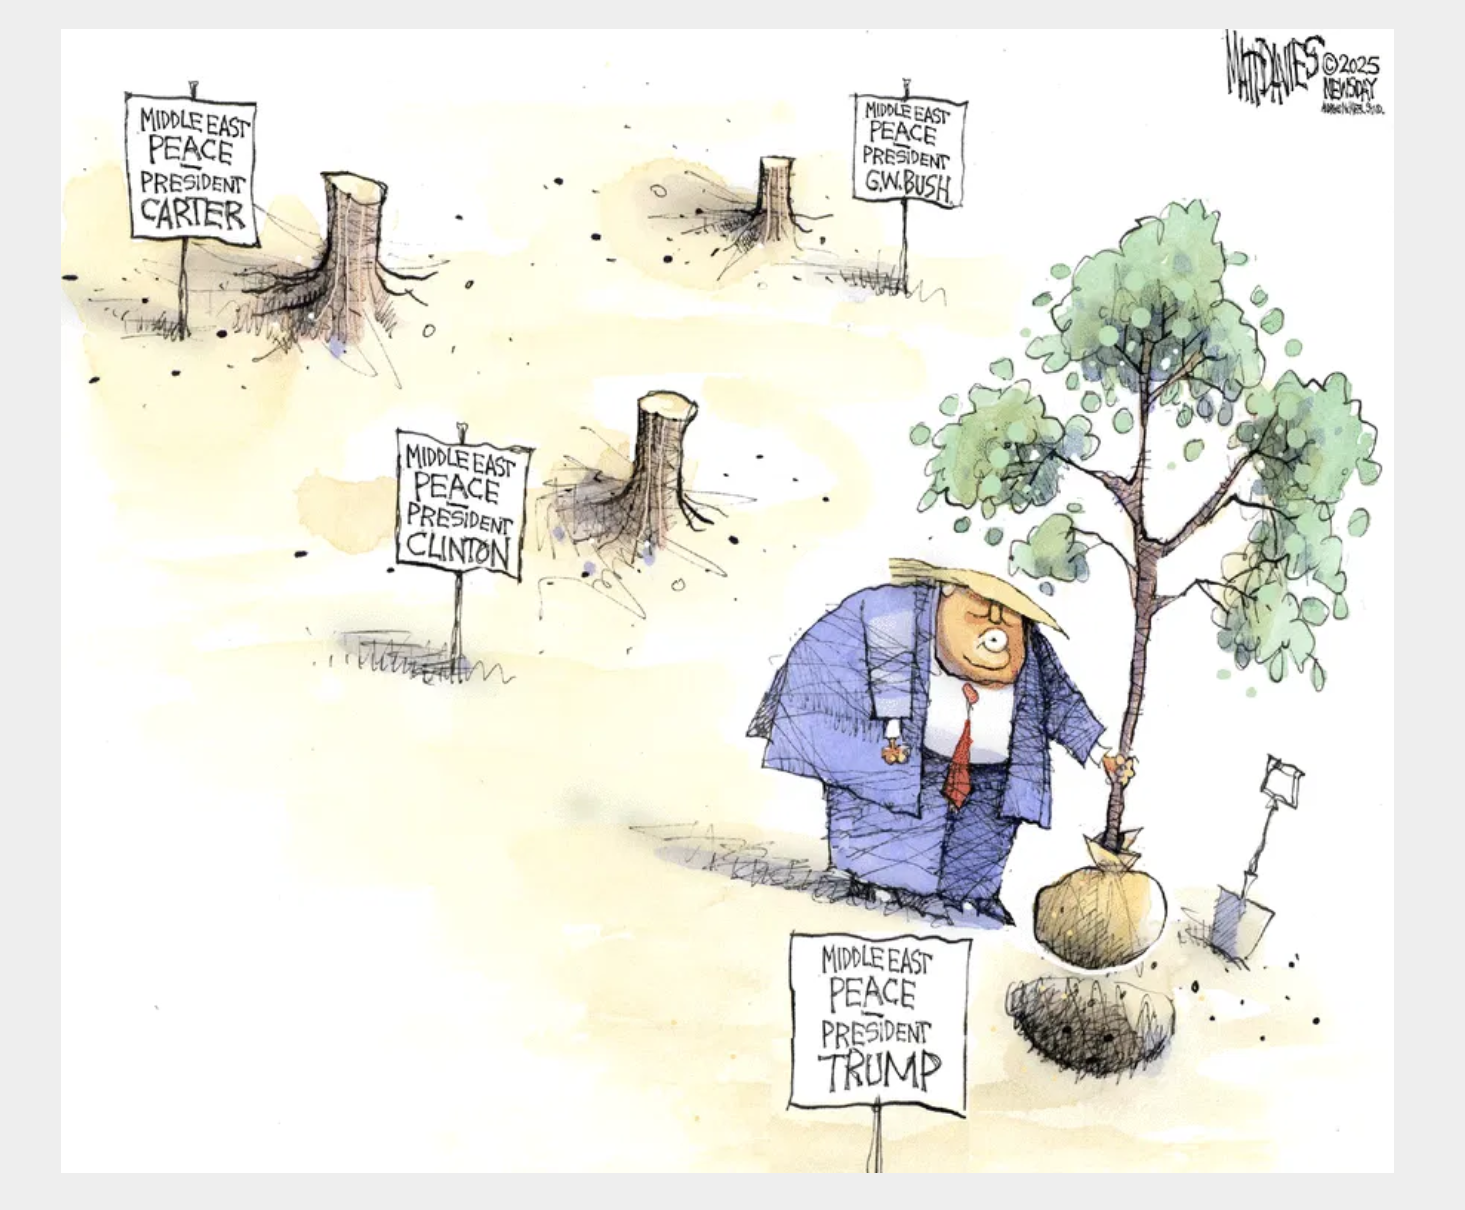 MATT DAVIES ©2025
NEWSDAY
MIDDLE EAST
PEACE
PRESIDENT
CARTER
MIDDLE EAST
PEACE
PRESIDENT
G.W. BUSH
MIDDLE EAST
PEACE
PRESIDENT
CLINTON
MIDDLE EAST
PEACE
PRESIDENT
TRUMP